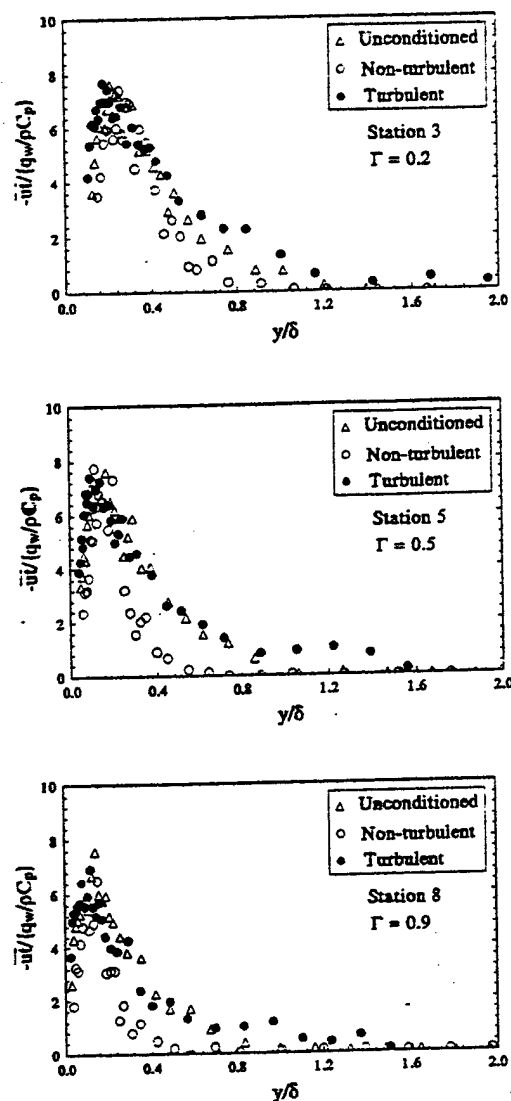 10
8
6
4
2
0
-ut/(qw/ρCp)
△ Unconditioned
○ Non-turbulent
● Turbulent
Station 3
Γ = 0.2
0.0 0.4 0.8 1.2 1.6 2.0
y/δ
10
8
6
4
2
0
-ut/(qw/ρCp)
△ Unconditioned
○ Non-turbulent
● Turbulent
Station 5
Γ = 0.5
0.0 0.4 0.8 1.2 1.6 2.0
y/δ
10
8
6
4
2
0
-ut/(qw/ρCp)
△ Unconditioned
○ Non-turbulent
● Turbulent
Station 8
Γ = 0.9
0.0 0.4 0.8 1.2 1.6 2.0
y/δ